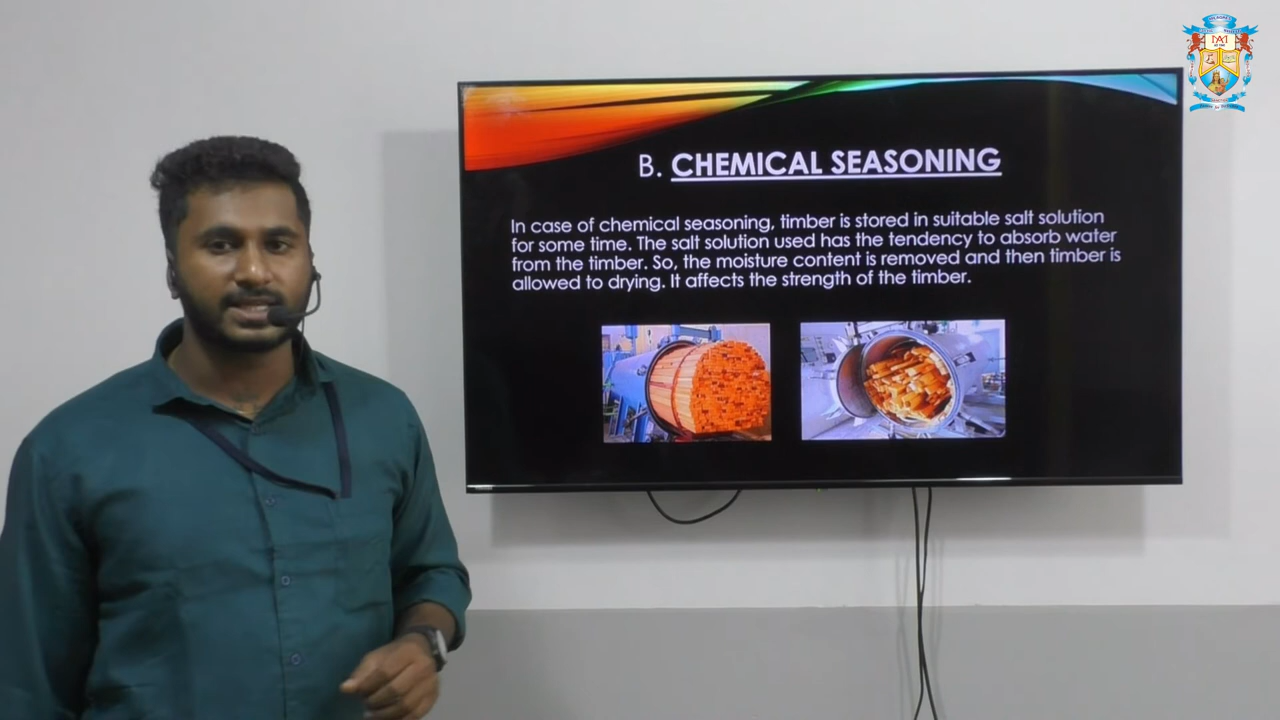 B. CHEMICAL SEASONING
In case of chemical seasoning, timber is stored in suitable salt solution
for some time. The salt solution used has the tendency to absorb water
from the timber. So, the moisture content is removed and then timber is
allowed to drying. It affects the strength of the timber.